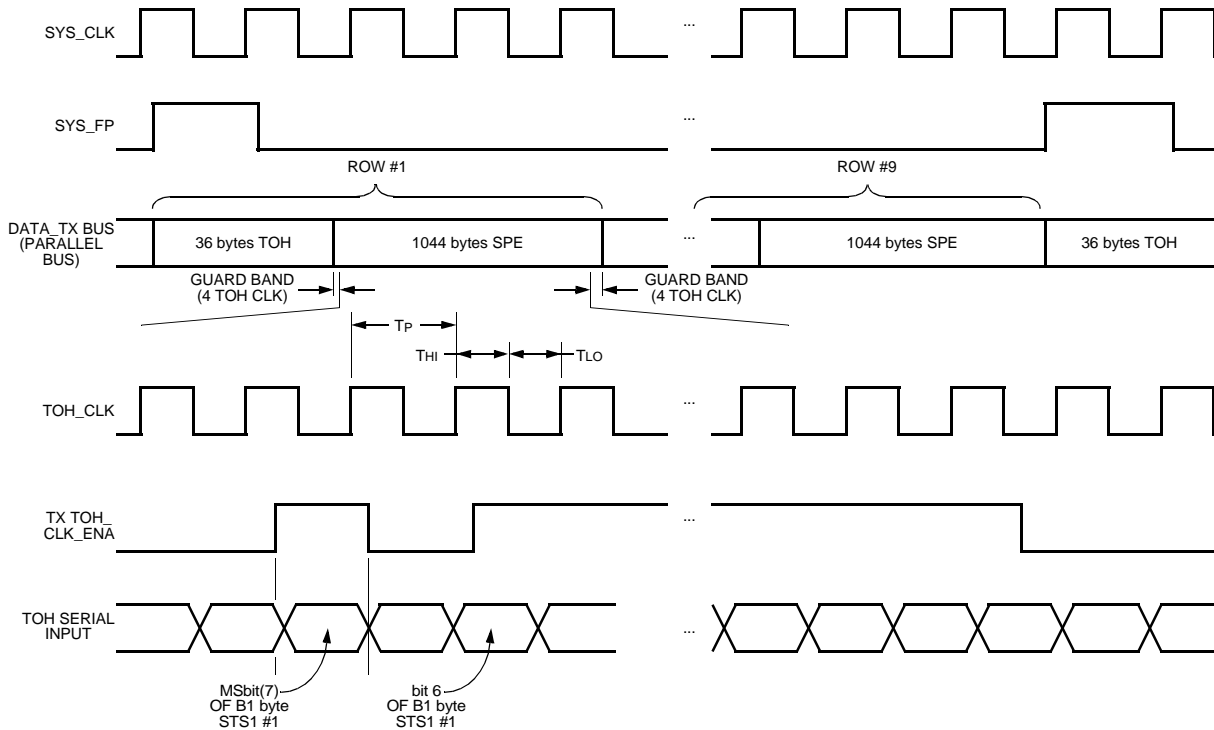 SYS_CLK
...
SYS_FP
...
ROW #1
ROW #9
DATA_TX BUS
(PARALLEL
BUS)
36 bytes TOH
1044 bytes SPE
...
1044 bytes SPE
36 bytes TOH
GUARD BAND
(4 TOH CLK)
GUARD BAND
(4 TOH CLK)
TP
THI
TLO
TOH_CLK
...
TX TOH_
CLK_ENA
...
TOH SERIAL
INPUT
...
MSbit(7)
OF B1 byte
STS1 #1
bit 6
OF B1 byte
STS1 #1